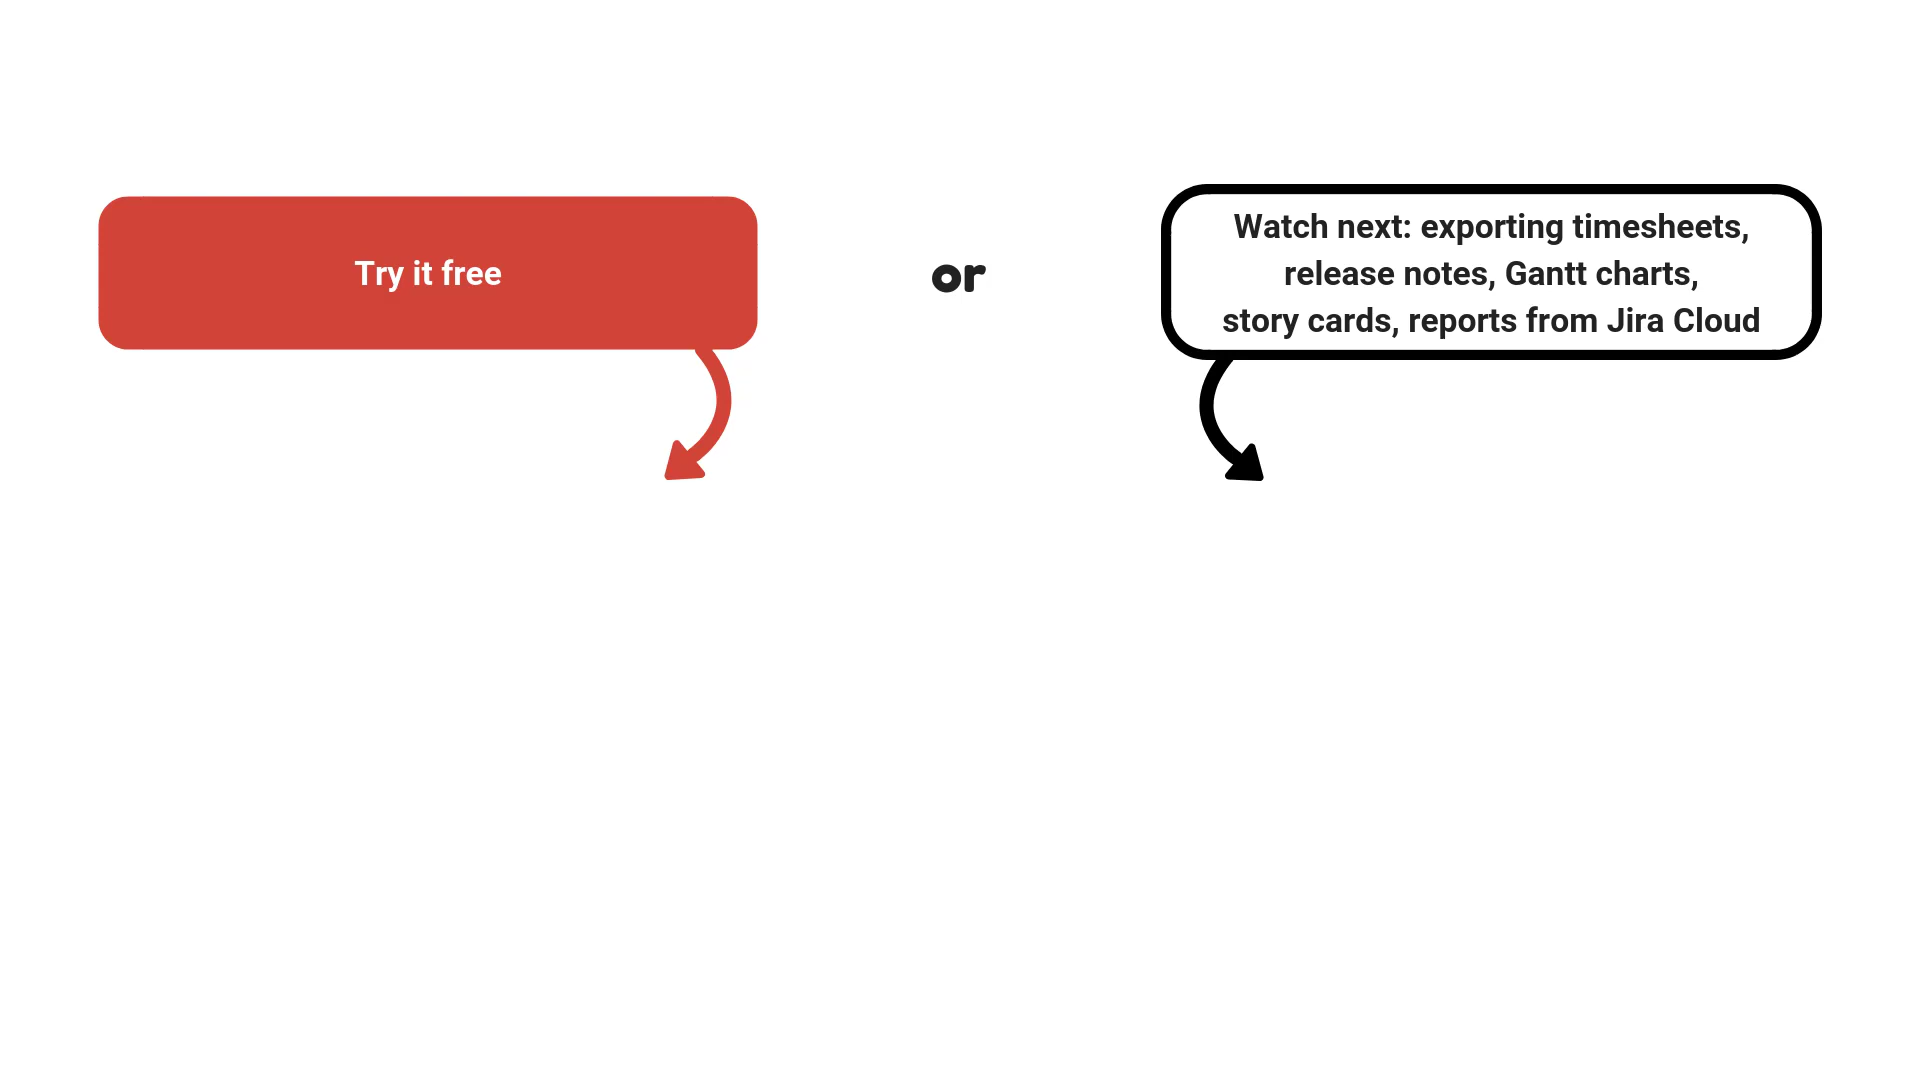 Try it free
or
Watch next: exporting timesheets,
release notes, Gantt charts,
story cards, reports from Jira Cloud